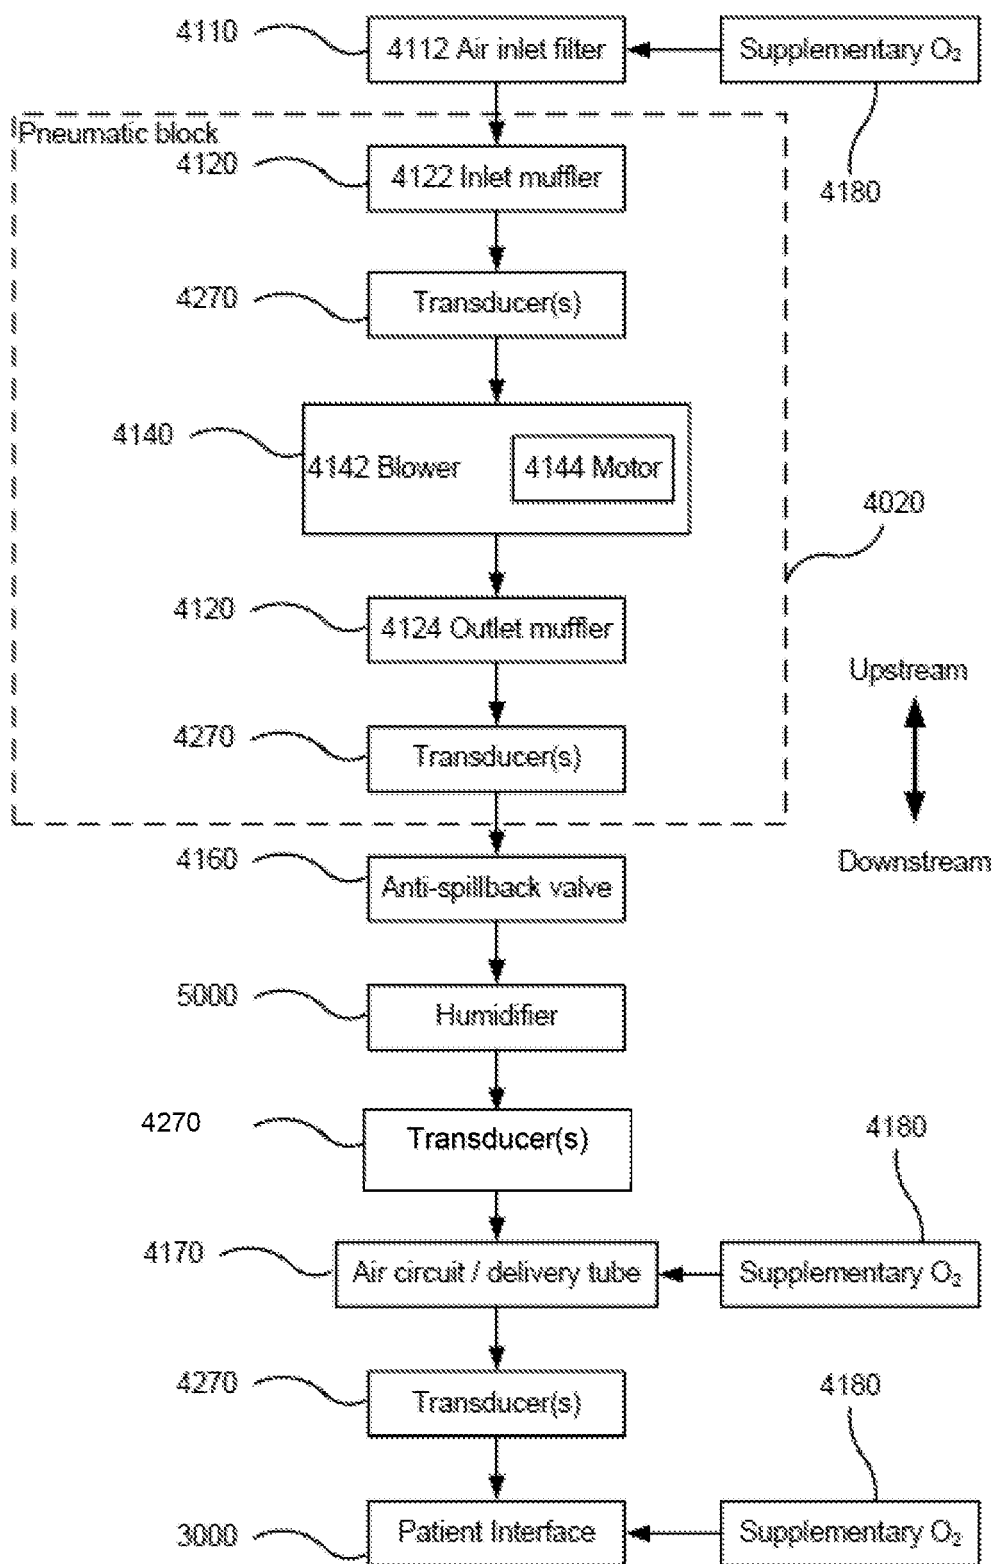 4110
4112 Air inlet filter
Supplementary O₂
Pneumatic block
4120
4122 Inlet muffler
4180
4270
Transducer(s)
4140
4142 Blower
4144 Motor
4020
4120
4124 Outlet muffler
Upstream
4270
Transducer(s)
4160
Anti-spillback valve
Downstream
5000
Humidifier
4270
Transducer(s)
4180
4170
Air circuit / delivery tube
Supplementary O₂
4270
Transducer(s)
4180
3000
Patient Interface
Supplementary O₂